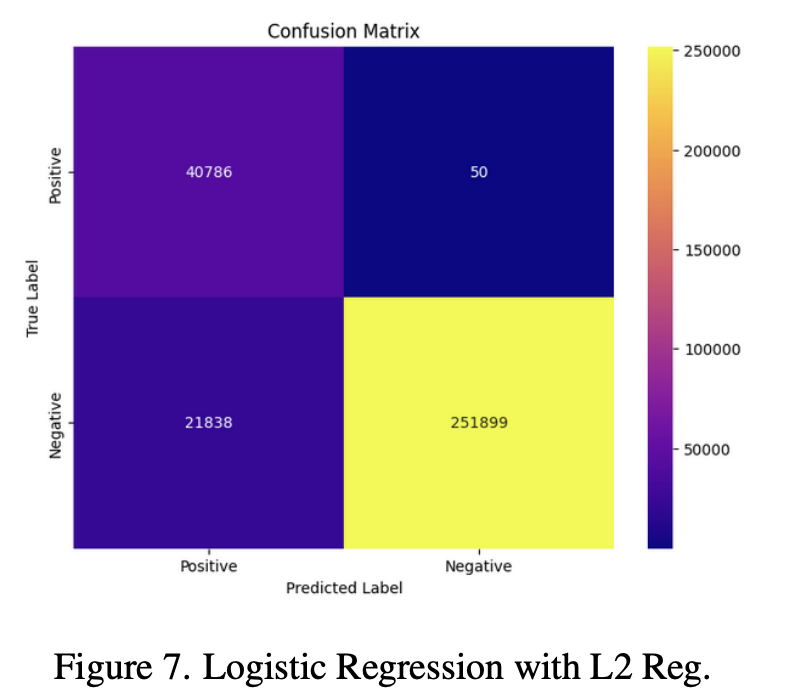 Confusion Matrix
250000
Positive
40786
50
200000
150000
True Label
100000
Negative
21838
251899
50000
Positive
Negative
Predicted Label
Figure 7. Logistic Regression with L2 Reg.